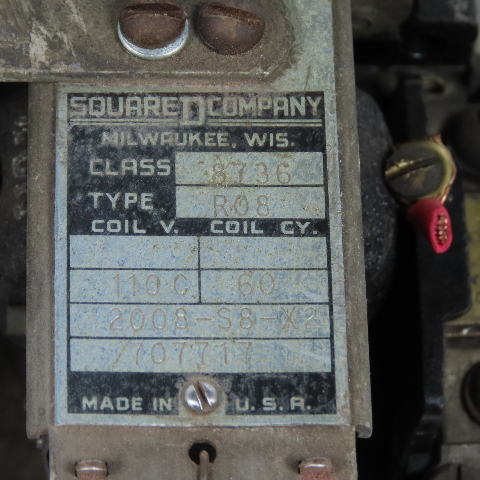 SQUARE D COMPANY
MILWAUKEE, WIS.
CLASS 8736
TYPE R08
COIL V. COIL CY.
110 60
2008-S8-X2
MADE IN U.S.A.